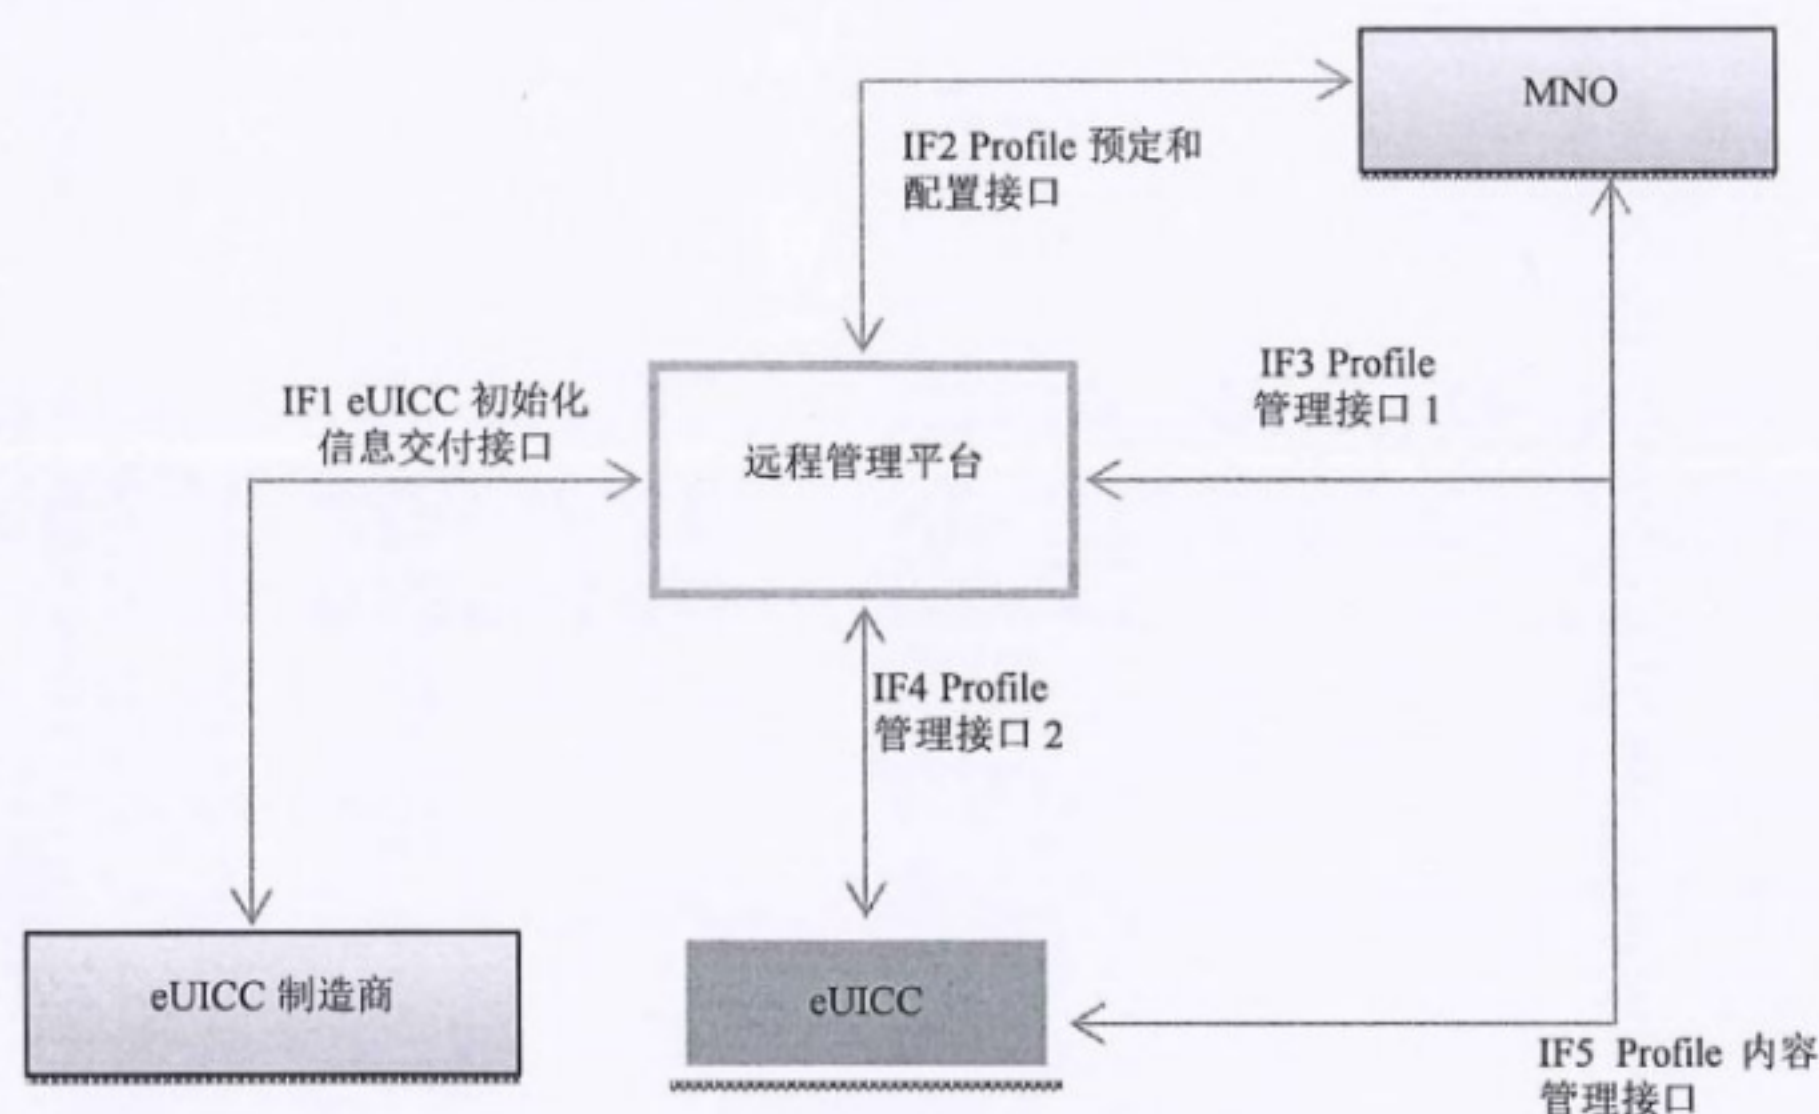 MNO
IF2 Profile 预定和
配置接口
IF3 Profile
管理接口 1
IF1 eUICC 初始化
信息交付接口
远程管理平台
IF4 Profile
管理接口 2
eUICC 制造商
eUICC
IF5 Profile 内容
管理接口